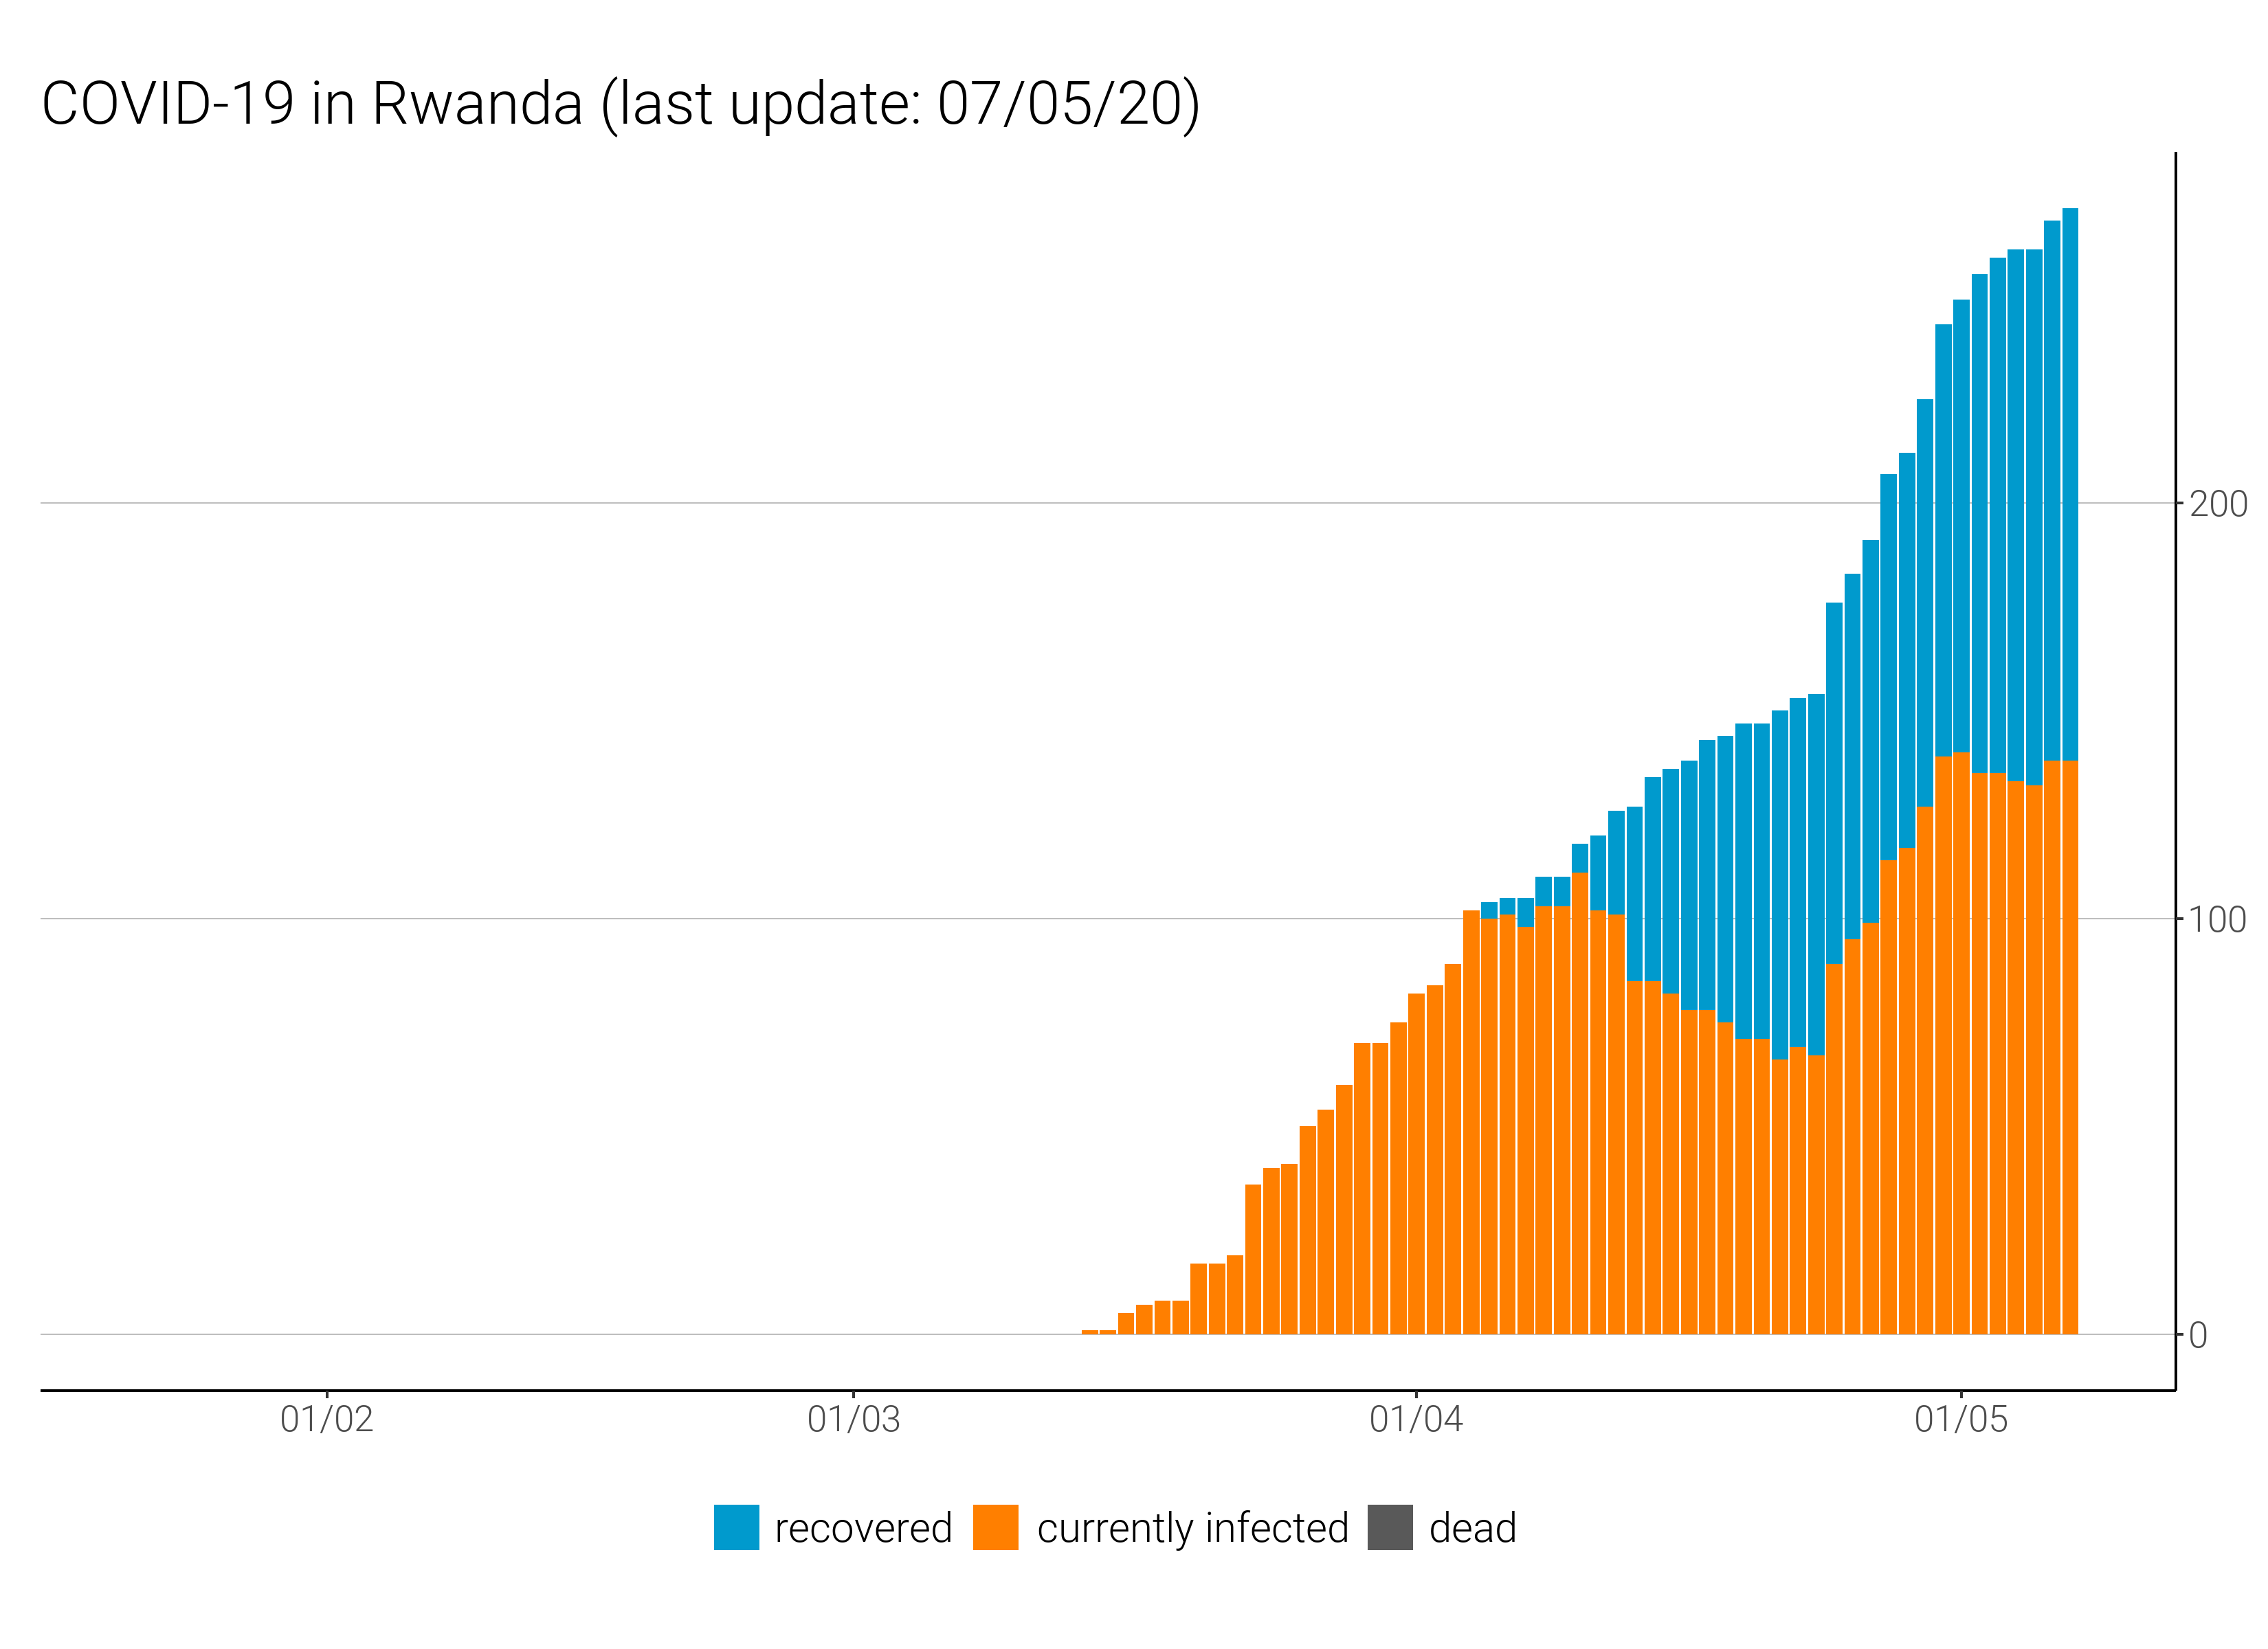 COVID-19 in Rwanda (last update: 07/05/20)
200
100
0
01/02 01/03 01/04 01/05
recovered currently infected dead